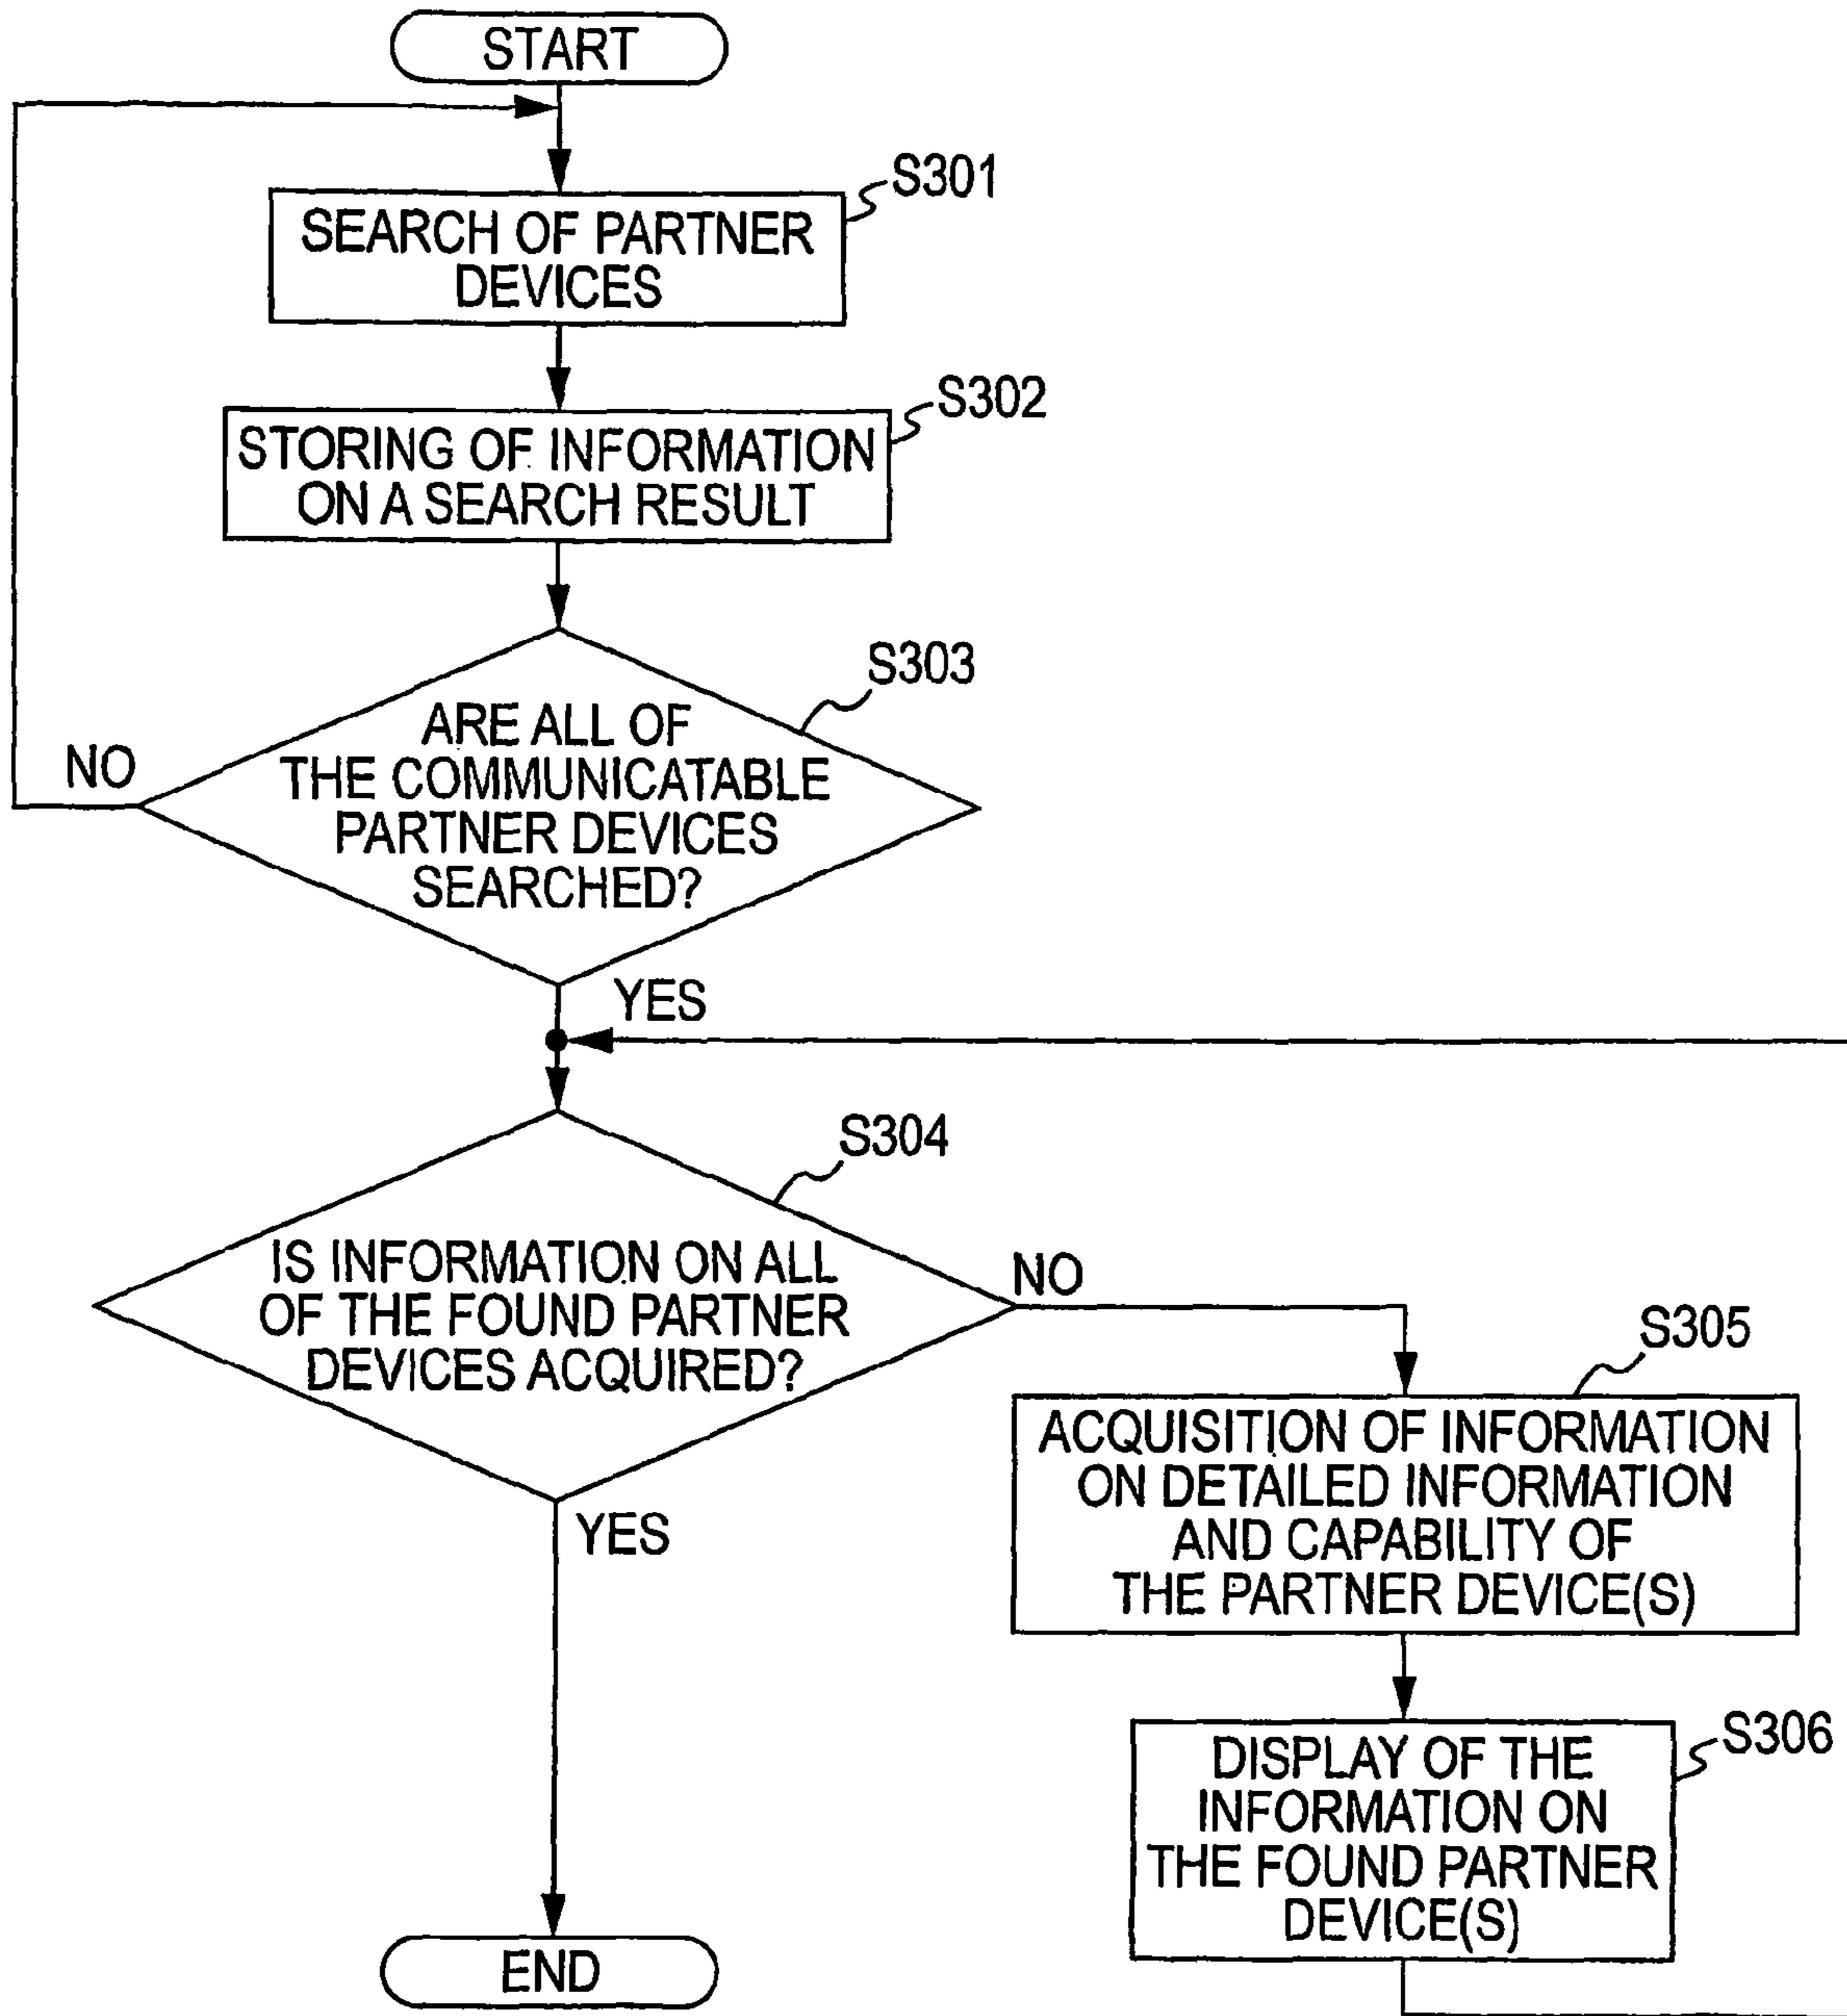 START
S301
SEARCH OF PARTNER
DEVICES
S302
STORING OF INFORMATION
ON A SEARCH RESULT
S303
ARE ALL OF
THE COMMUNICATABLE
PARTNER DEVICES
SEARCHED?
NO
YES
S304
IS INFORMATION ON ALL
OF THE FOUND PARTNER
DEVICES ACQUIRED?
NO
YES
S305
ACQUISITION OF INFORMATION
ON DETAILED INFORMATION
AND CAPABILITY OF
THE PARTNER DEVICE(S)
S306
DISPLAY OF THE
INFORMATION ON
THE FOUND PARTNER
DEVICE(S)
END